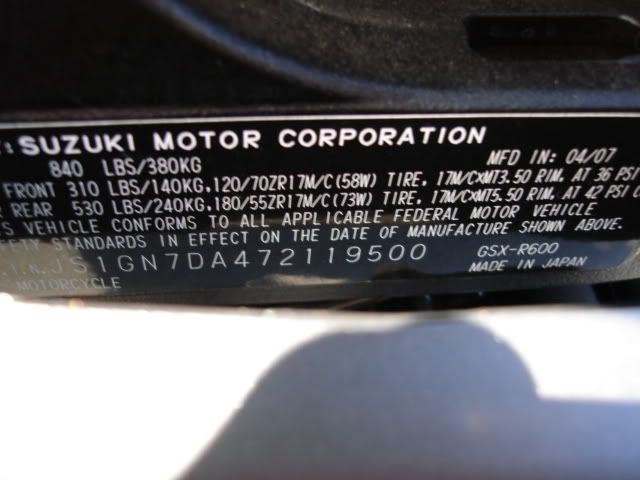 : SUZUKI MOTOR CORPORATION
840 LBS/380KG MFD IN: 04/07
FRONT 310 LBS/140KG.120/70ZR17M/C(58W) TIRE, 17M/C×MT3.50 RIM, AT 36 PSI
REAR 530 LBS/240KG.180/55ZR17M/C(73W) TIRE, 17M/C×MT5.50 RIM, AT 42 PSI
S VEHICLE CONFORMS TO ALL APPLICABLE FEDERAL MOTOR VEHICLE
FETY STANDARDS IN EFFECT ON THE DATE OF MANUFACTURE SHOWN ABOVE.
.I.N. JS1GN7DA472119500 GSX-R600
MOTORCYCLE MADE IN JAPAN